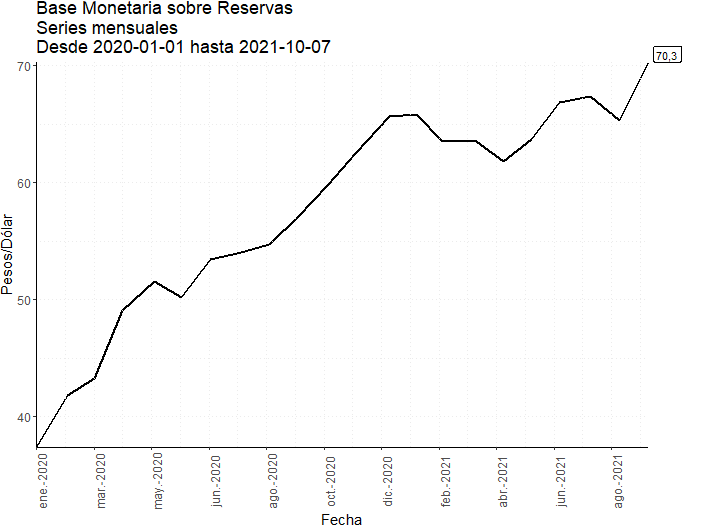 Base Monetaria sobre Reservas
Series mensuales
Desde 2020-01-01 hasta 2021-10-07
70,3
70
60
50
40
Pesos/Dólar
ene.-2020
mar.-2020
may.-2020
jun.-2020
ago.-2020
oct.-2020
dic.-2020
feb.-2021
abr.-2021
jun.-2021
ago.-2021
Fecha